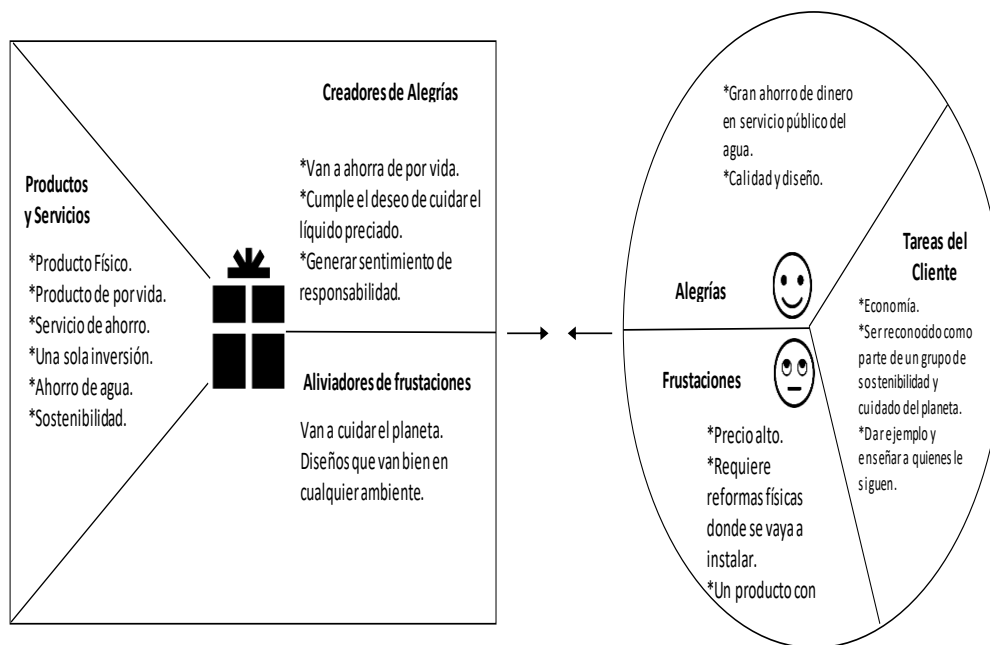 Creadores de Alegrías
*Van a ahorra de por vida.
*Cumple el deseo de cuidar el
líquido preciado.
*Generar sentimiento de
responsabilidad.
Productos
y Servicios
*Producto Físico.
*Producto de por vida.
*Servicio de ahorro.
*Una sola inversión.
*Ahorro de agua.
*Sostenibilidad.
Aliviadores de frustaciones
Van a cuidar el planeta.
Diseños que van bien en
cualquier ambiente.
*Gran ahorro de dinero
en servicio público del
agua.
*Calidad y diseño.
Alegrías
Tareas del
Cliente
*Economía.
*Ser reconocido como
parte de un grupo de
sostenibilidad y
cuidado del planeta.
*Dar ejemplo y
enseñar a quienes le
siguen.
Frustaciones
*Precio alto.
*Requiere
reformas físicas
donde se vaya a
instalar.
*Un producto con